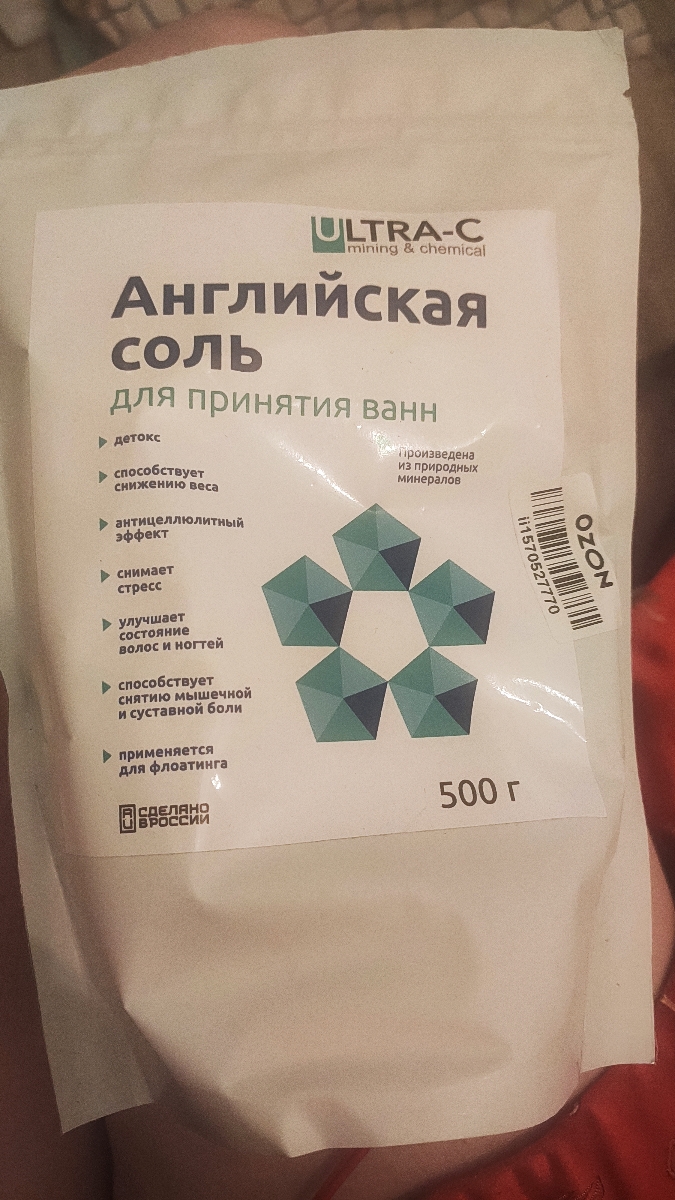 ULTRA-C
mining & chemical
Английская
соль
для принятия ванн
детокс
способствует
снижению веса
антицеллюлитный
эффект
снимает
стресс
улучшает
состояние
волос и ногтей
способствует
снятию мышечной
и суставной боли
применяется
для флоатинга
Произведена
из природных
минералов
OZON
ii1570527770
СДЕЛАНО
В РОССИИ
500 г